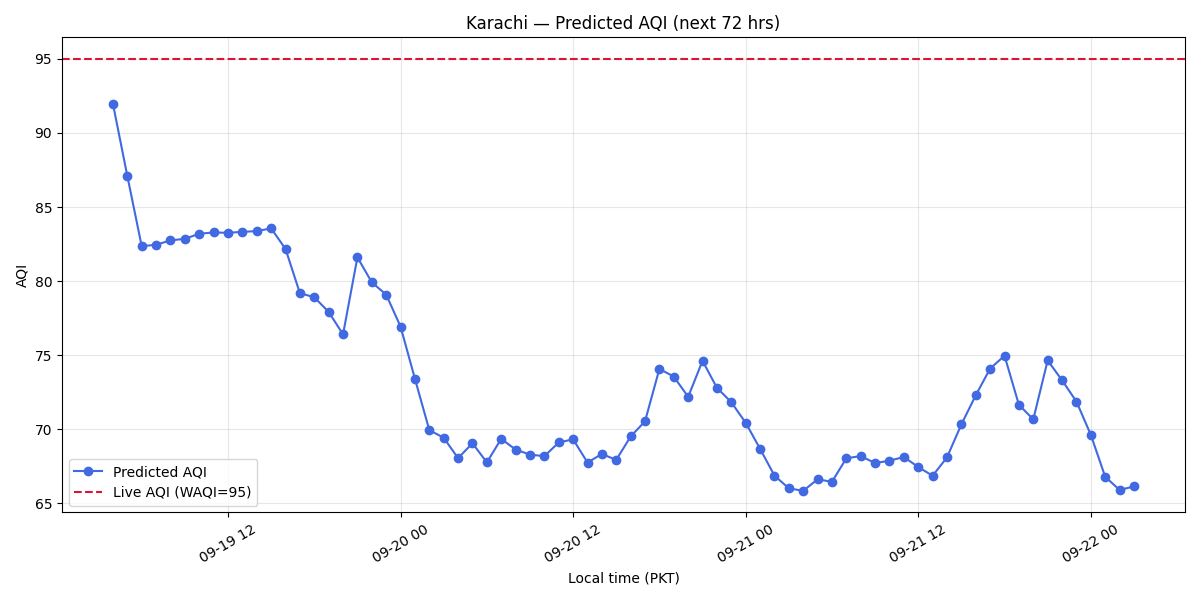 Karachi — Predicted AQI (next 72 hrs)
95
90
85
80
75
70
65
AQI
Predicted AQI
Live AQI (WAQI=95)
09-19 12
09-20 00
09-20 12
09-21 00
09-21 12
09-22 00
Local time (PKT)